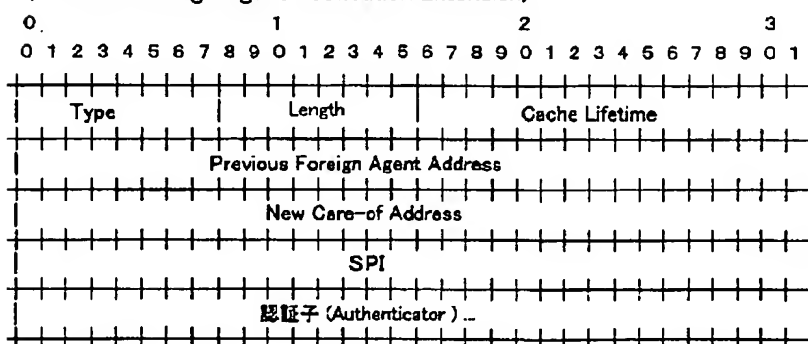 0 1 2 3
0 1 2 3 4 5 6 7 8 9 0 1 2 3 4 5 6 7 8 9 0 1 2 3 4 5 6 7 8 9 0 1
Type Length Cache Lifetime
Previous Foreign Agent Address
New Care-of Address
SPI
認証子 (Authenticator) ...